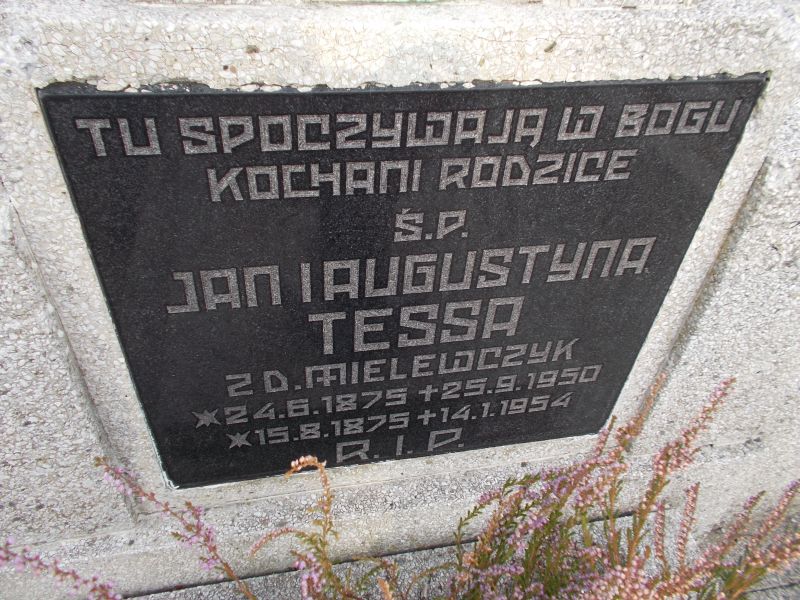 TU SPOCZYWAJĄ W BOGU
KOCHANI RODZICE
Ś.P.
JAN I AUGUSTYNA
TESSA
Z D. MIELEWCZYK
*24.6.1875 +25.9.1950
*15.8.1875 +14.1.1954
R.I.P.